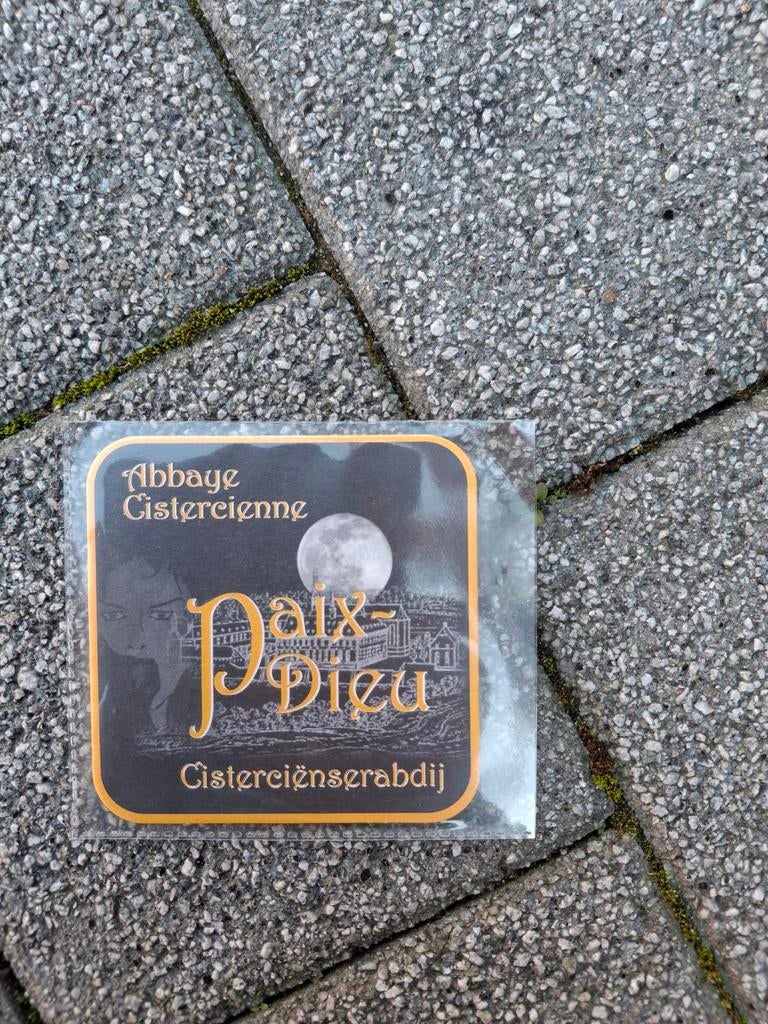 Abbaye
Cistercienne
Paix-
Dieu
Cisterciënserabdij